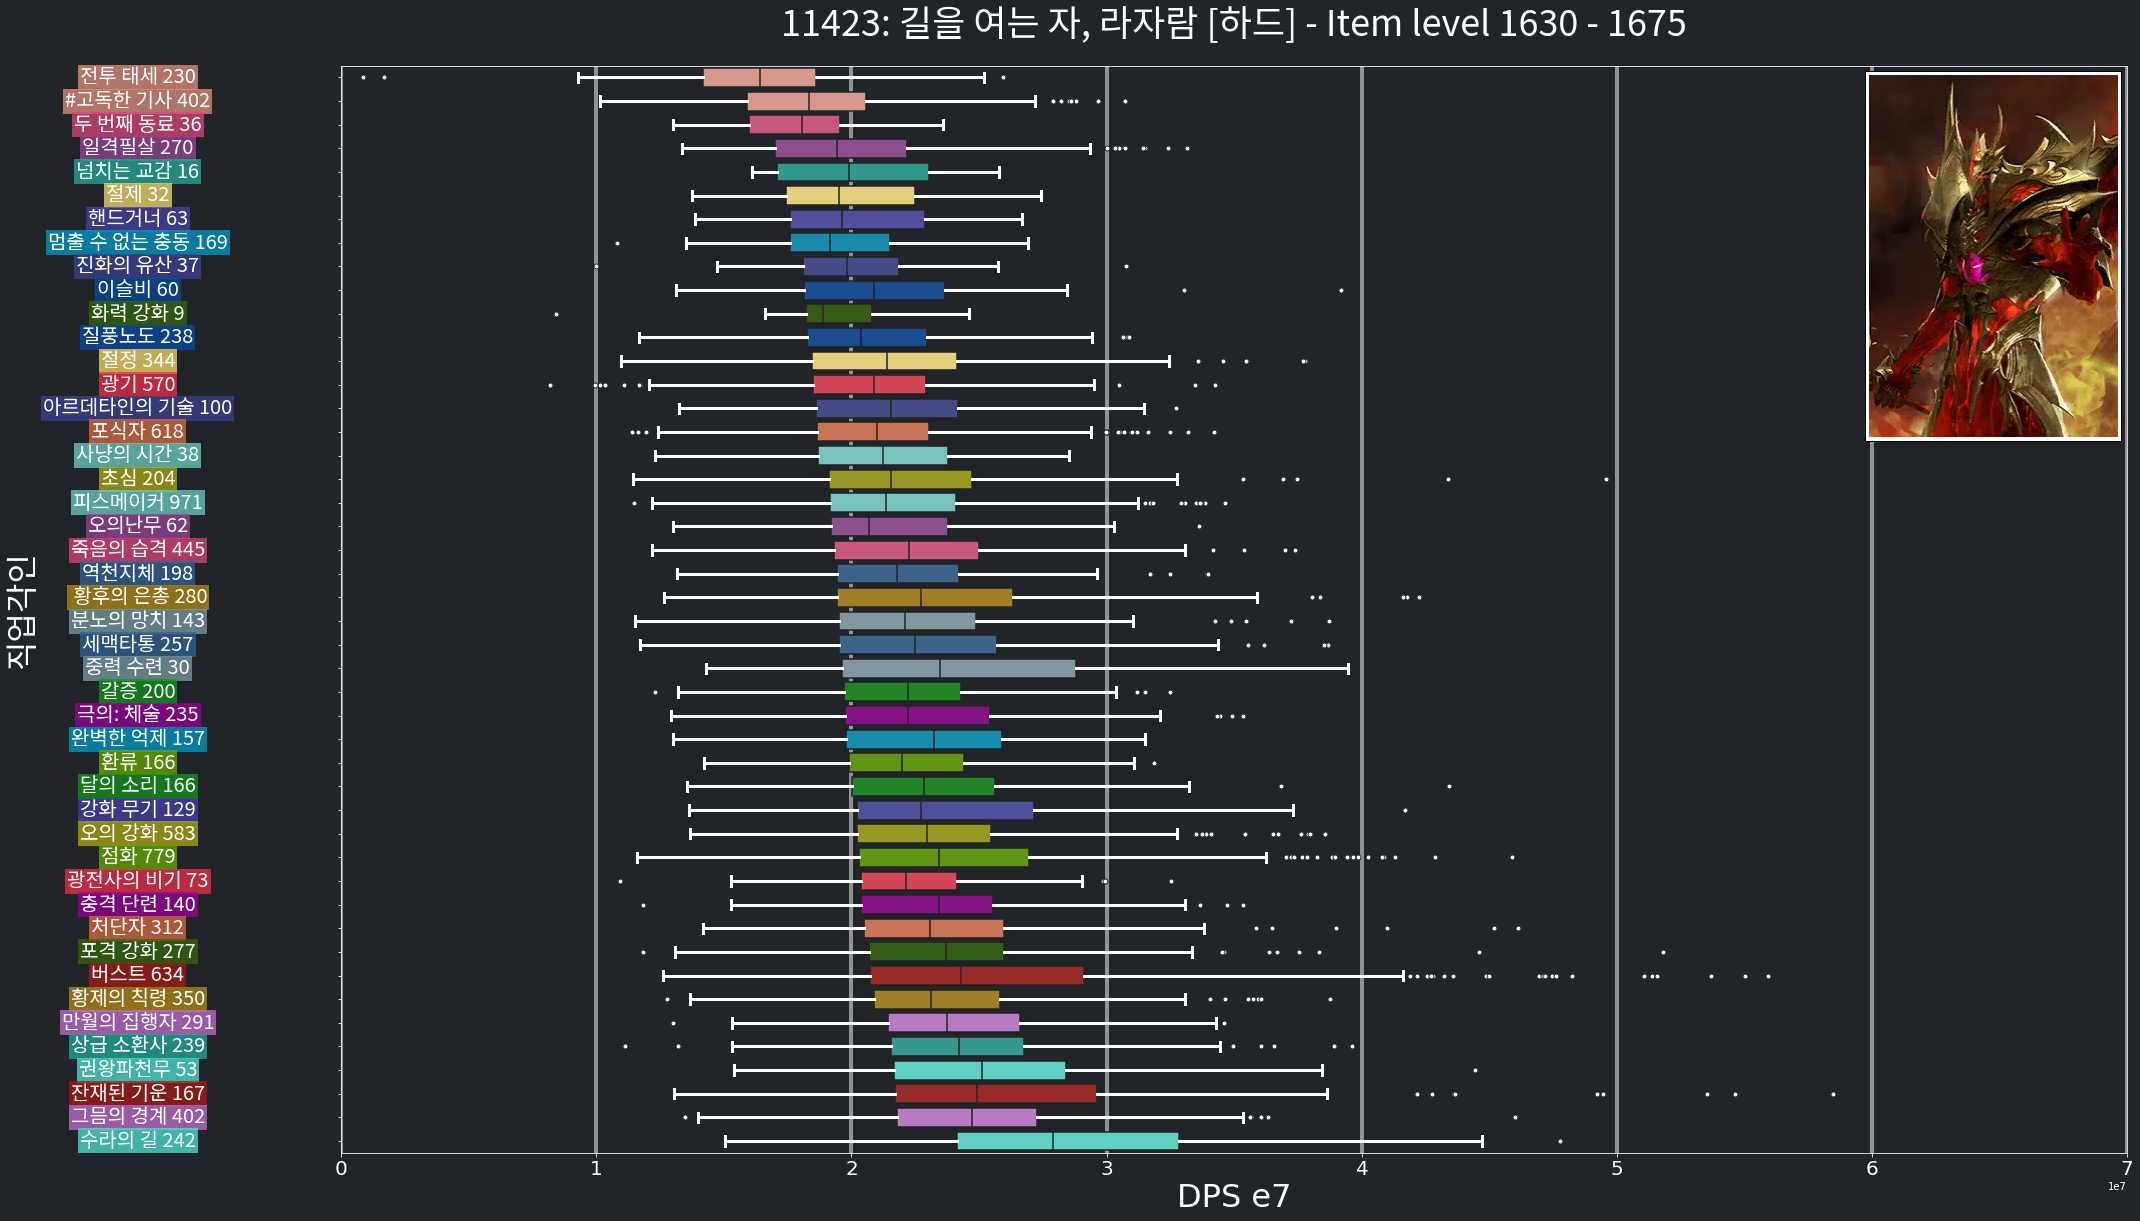 11423: 길을 여는 자, 라자람 [하드] - Item level 1630 - 1675
전투 태세 230
#고독한 기사 402
두 번째 동료 36
일격필살 270
넘치는 교감 16
절제 32
핸드거너 63
멈출 수 없는 충동 169
진화의 유산 37
이슬비 60
화력 강화 9
질풍노도 238
절정 344
광기 570
아르데타인의 기술 100
포식자 618
사냥의 시간 38
초심 204
피스메이커 971
오의난무 62
죽음의 습격 445
역천지체 198
황후의 은총 280
분노의 망치 143
세맥타통 257
중력 수련 30
갈증 200
극의: 체술 235
완벽한 억제 157
환류 166
달의 소리 166
강화 무기 129
오의 강화 583
점화 779
광전사의 비기 73
충격 단련 140
처단자 312
포격 강화 277
버스트 634
황제의 칙령 350
만월의 집행자 291
상급 소환사 239
권왕파천무 53
잔재된 기운 167
그믐의 경계 402
수라의 길 242
직업각인
0 1 2 3 4 5 6 7
1e7
DPS e7